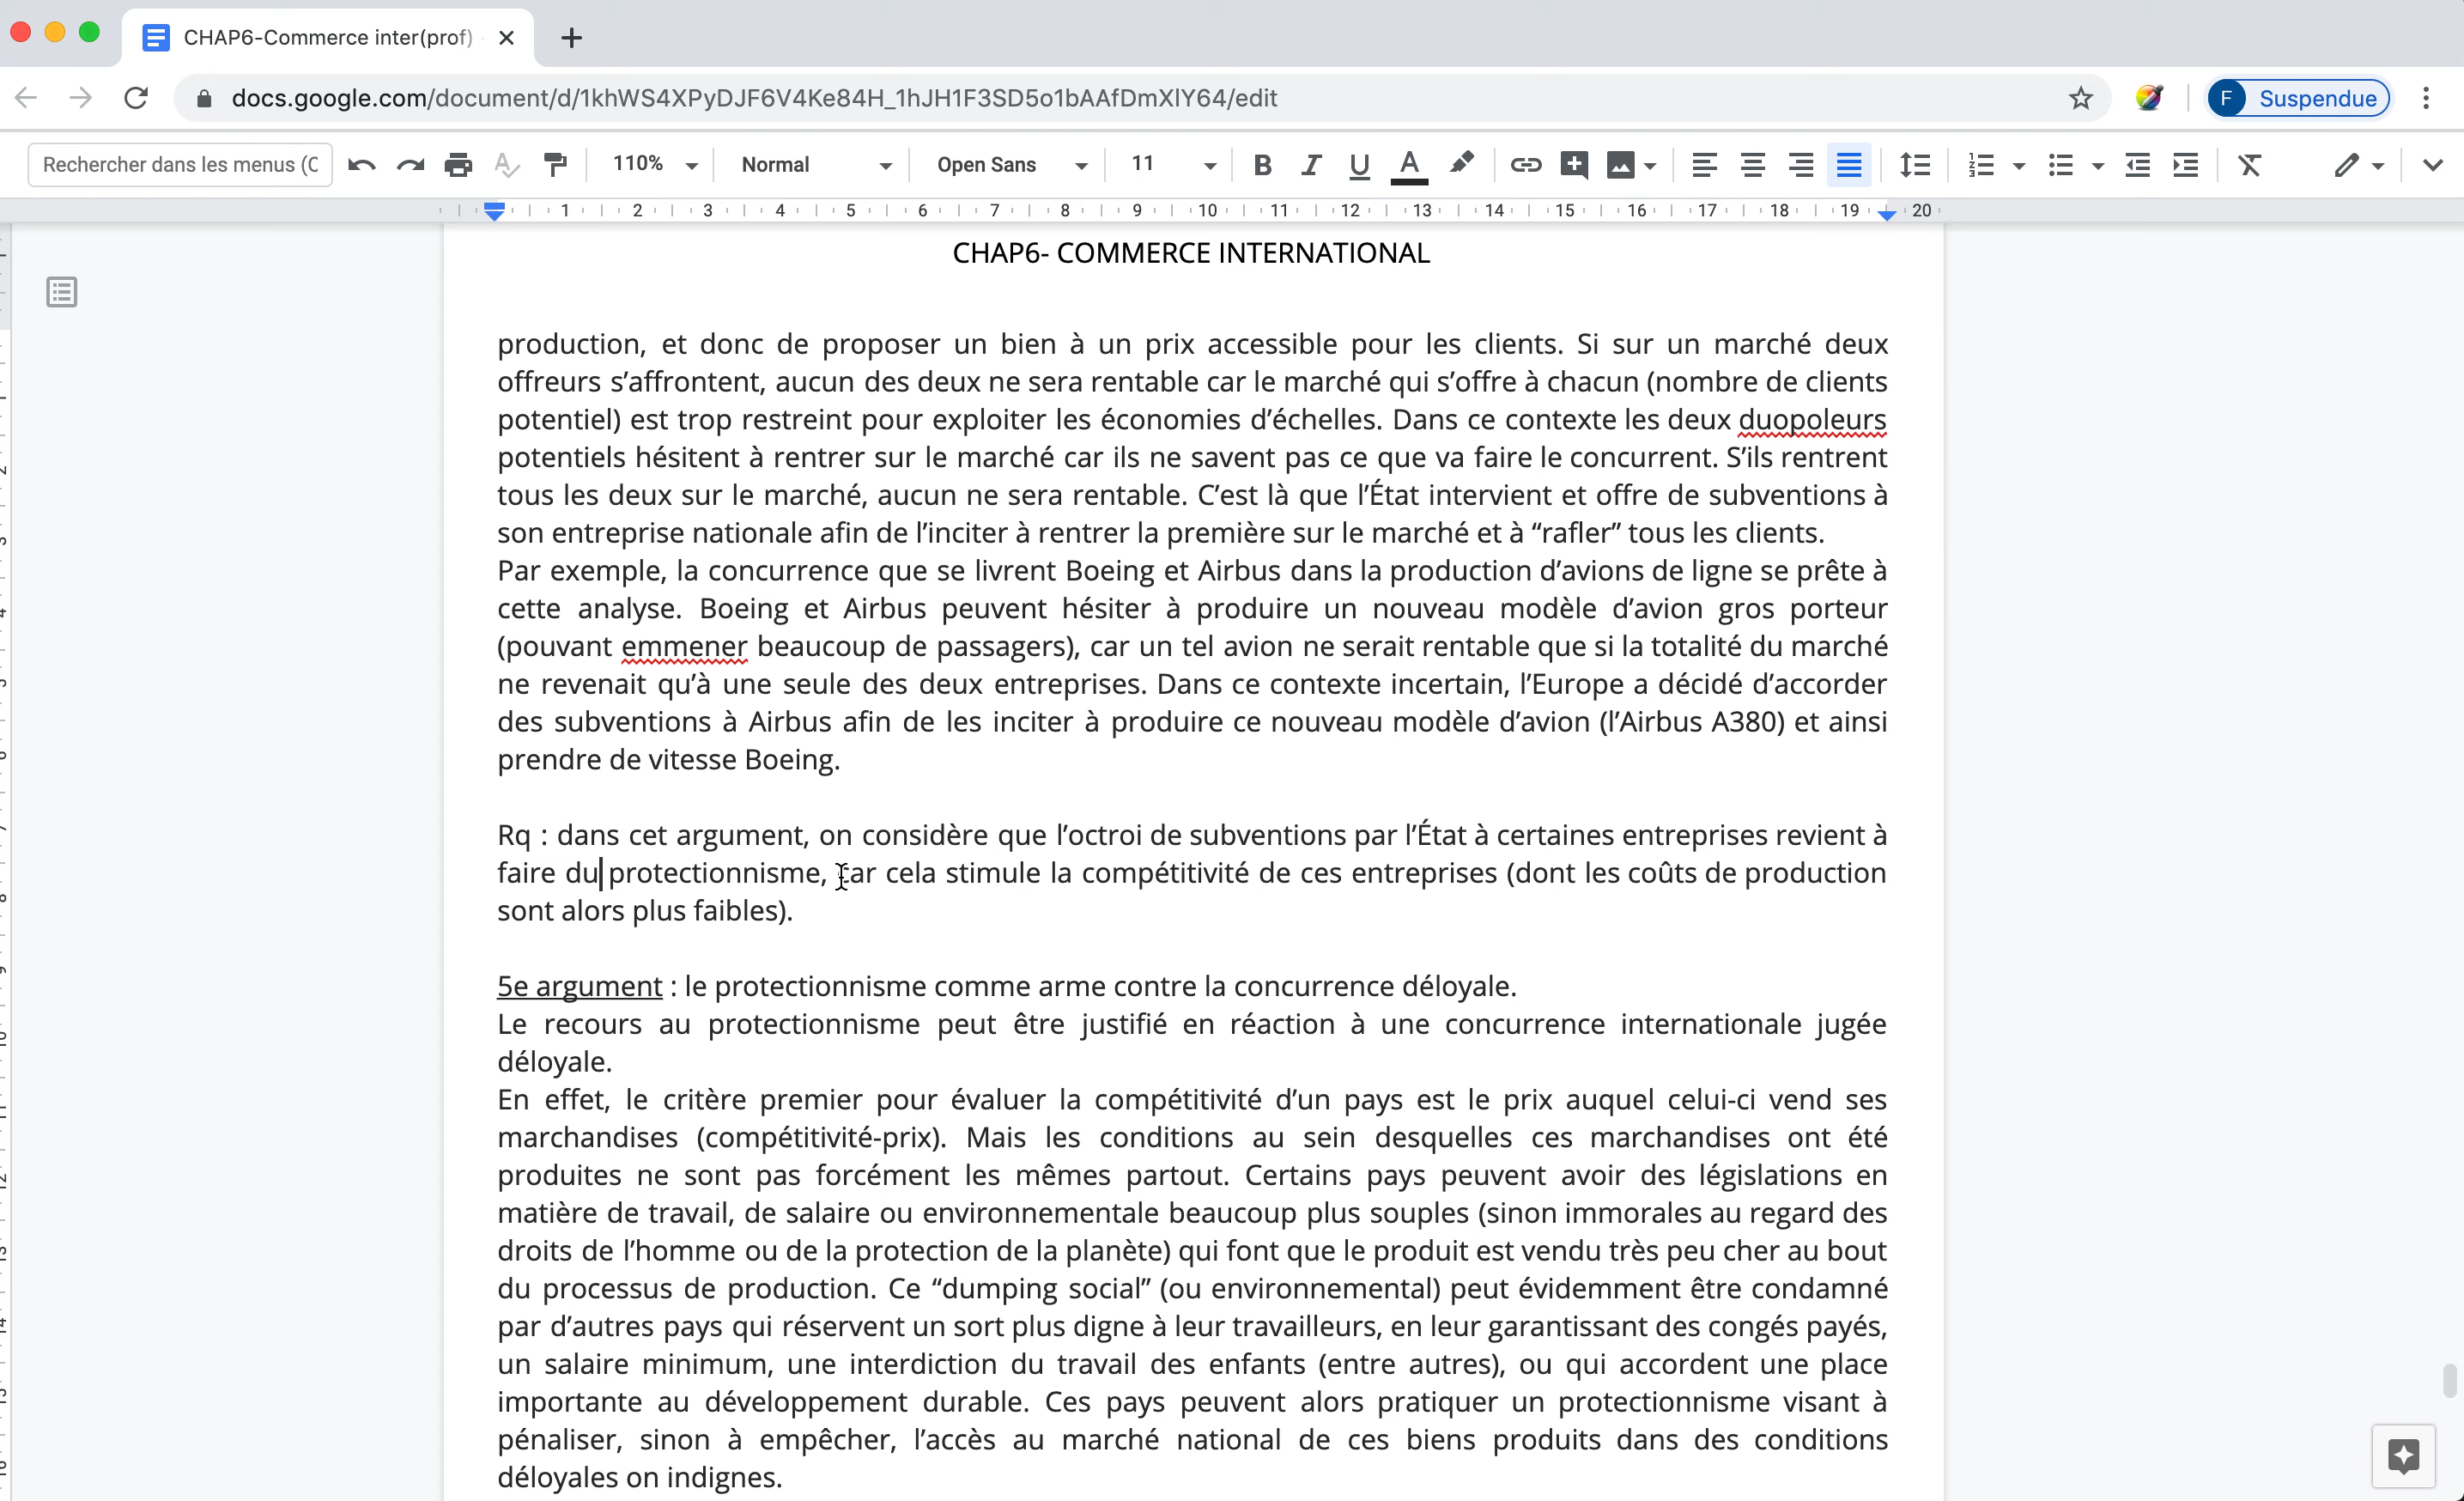 CHAP6-Commerce inter(prof)
docs.google.com/document/d/1khWS4XPyDJF6V4Ke84H_1hJH1F3SD5o1bAAfDmXlY64/edit
F Suspendue
Rechercher dans les menus (C 110% Normal Open Sans 11 B I U A
1 2 3 4 5 6 7 8 9 10 11 12 13 14 15 16 17 18 19 20
CHAP6- COMMERCE INTERNATIONAL
production, et donc de proposer un bien à un prix accessible pour les clients. Si sur un marché deux
offreurs s’affrontent, aucun des deux ne sera rentable car le marché qui s’offre à chacun (nombre de clients
potentiel) est trop restreint pour exploiter les économies d’échelles. Dans ce contexte les deux duopoleurs
potentiels hésitent à rentrer sur le marché car ils ne savent pas ce que va faire le concurrent. S’ils rentrent
tous les deux sur le marché, aucun ne sera rentable. C’est là que l’État intervient et offre de subventions à
son entreprise nationale afin de l’inciter à rentrer la première sur le marché et à “rafler” tous les clients.
Par exemple, la concurrence que se livrent Boeing et Airbus dans la production d’avions de ligne se prête à
cette analyse. Boeing et Airbus peuvent hésiter à produire un nouveau modèle d’avion gros porteur
(pouvant emmener beaucoup de passagers), car un tel avion ne serait rentable que si la totalité du marché
ne revenait qu’à une seule des deux entreprises. Dans ce contexte incertain, l’Europe a décidé d’accorder
des subventions à Airbus afin de les inciter à produire ce nouveau modèle d’avion (l’Airbus A380) et ainsi
prendre de vitesse Boeing.
Rq : dans cet argument, on considère que l’octroi de subventions par l’État à certaines entreprises revient à
faire du protectionnisme, car cela stimule la compétitivité de ces entreprises (dont les coûts de production
sont alors plus faibles).
5e argument : le protectionnisme comme arme contre la concurrence déloyale.
Le recours au protectionnisme peut être justifié en réaction à une concurrence internationale jugée
déloyale.
En effet, le critère premier pour évaluer la compétitivité d’un pays est le prix auquel celui-ci vend ses
marchandises (compétitivité-prix). Mais les conditions au sein desquelles ces marchandises ont été
produites ne sont pas forcément les mêmes partout. Certains pays peuvent avoir des législations en
matière de travail, de salaire ou environnementale beaucoup plus souples (sinon immorales au regard des
droits de l’homme ou de la protection de la planète) qui font que le produit est vendu très peu cher au bout
du processus de production. Ce “dumping social” (ou environnemental) peut évidemment être condamné
par d’autres pays qui réservent un sort plus digne à leur travailleurs, en leur garantissant des congés payés,
un salaire minimum, une interdiction du travail des enfants (entre autres), ou qui accordent une place
importante au développement durable. Ces pays peuvent alors pratiquer un protectionnisme visant à
pénaliser, sinon à empêcher, l’accès au marché national de ces biens produits dans des conditions
déloyales on indignes.